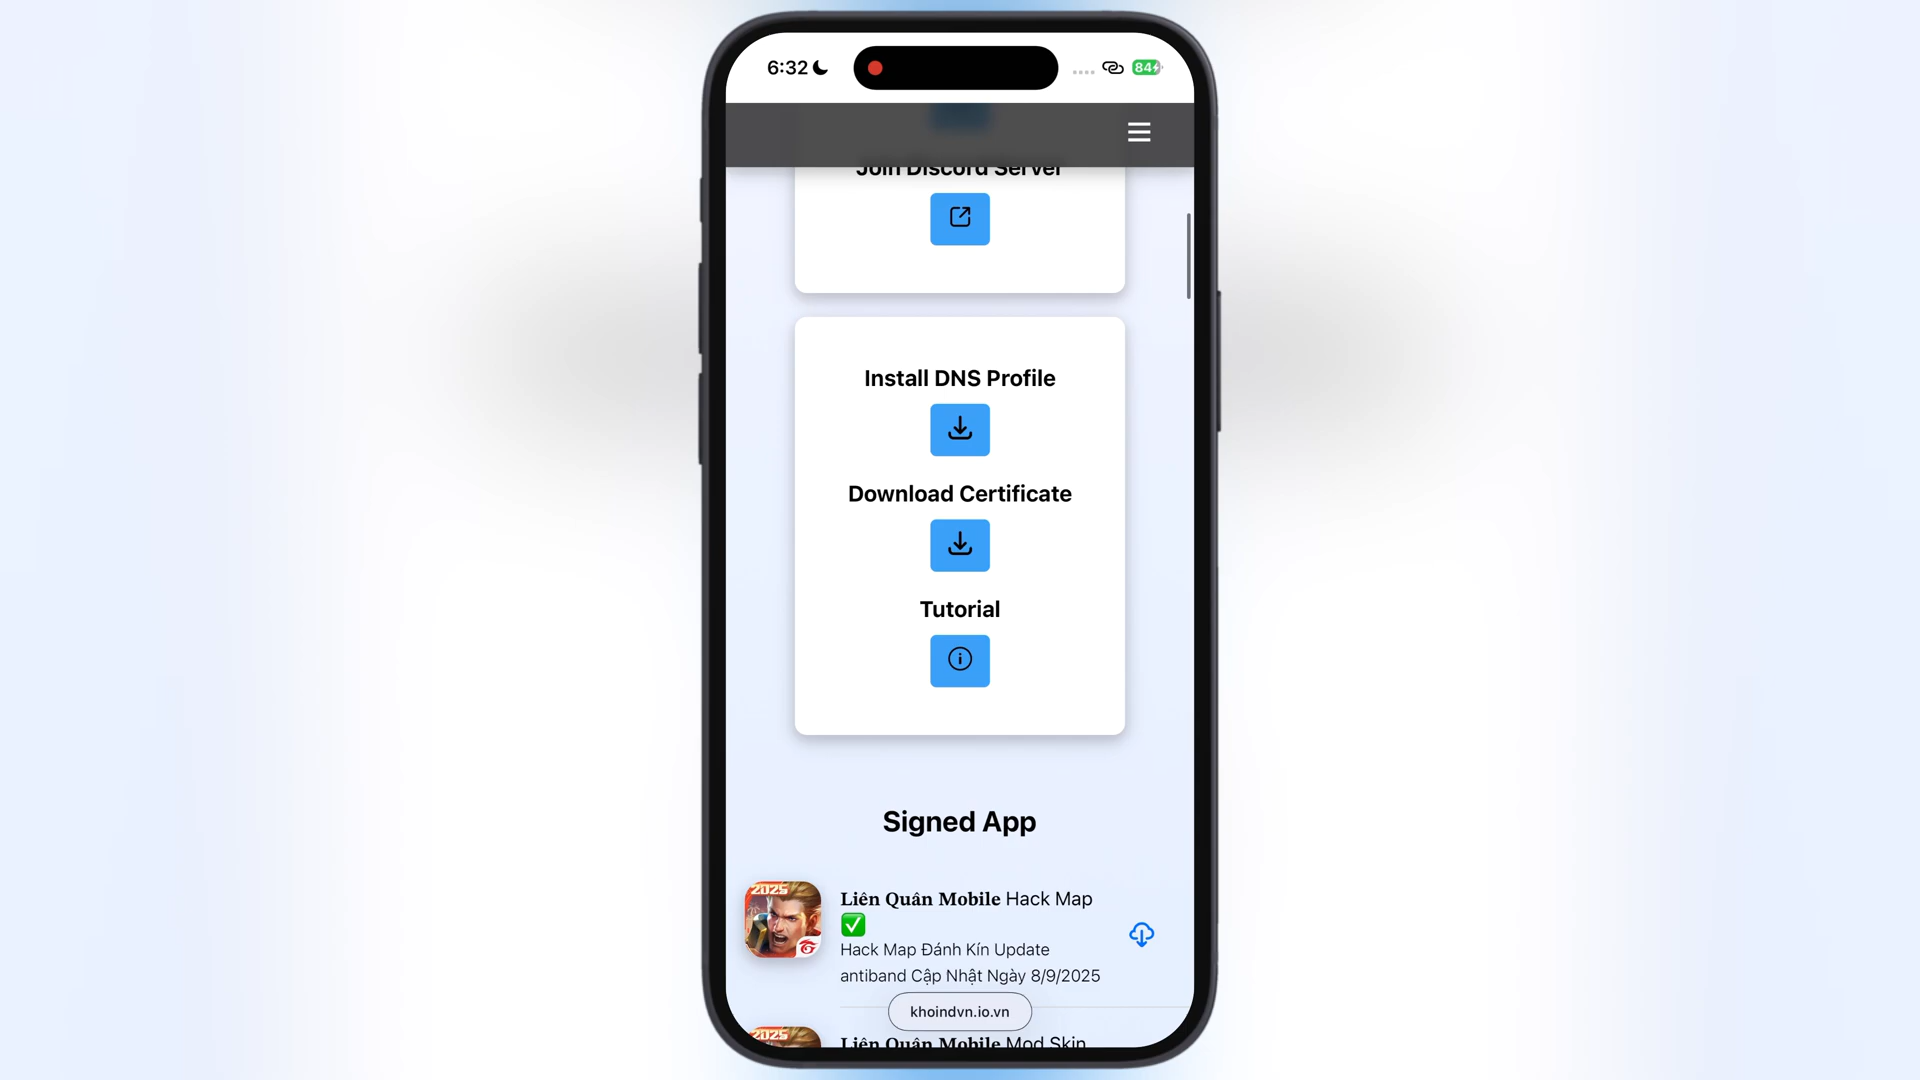 6:32
84
Join Discord Server
Install DNS Profile
Download Certificate
Tutorial
Signed App
2025
Liên Quân Mobile Hack Map
✅
Hack Map Đánh Kín Update
antiband Cập Nhật Ngày 8/9/2025
khoindvn.io.vn
2025
Liên Quân Mobile Mod Skin